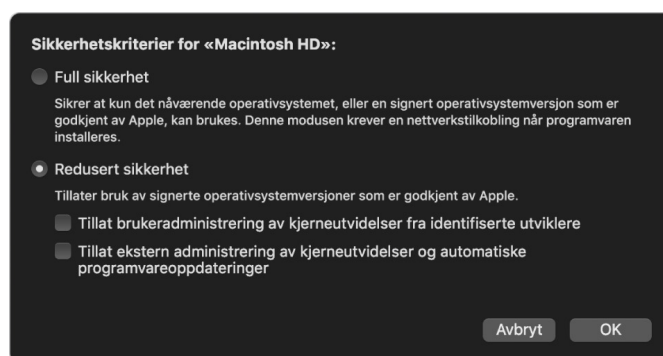 Sikkerhetskriterier for «Macintosh HD»:
Full sikkerhet
Sikrer at kun det nåværende operativsystemet, eller en signert operativsystemversjon som er
godkjent av Apple, kan brukes. Denne modusen krever en nettverkstilkobling når programvaren
installeres.
Redusert sikkerhet
Tillater bruk av signerte operativsystemversjoner som er godkjent av Apple.
Tillat brukeradministrering av kjerneutvidelser fra identifiserte utviklere
Tillat ekstern administrering av kjerneutvidelser og automatiske
programvareoppdateringer
Avbryt OK